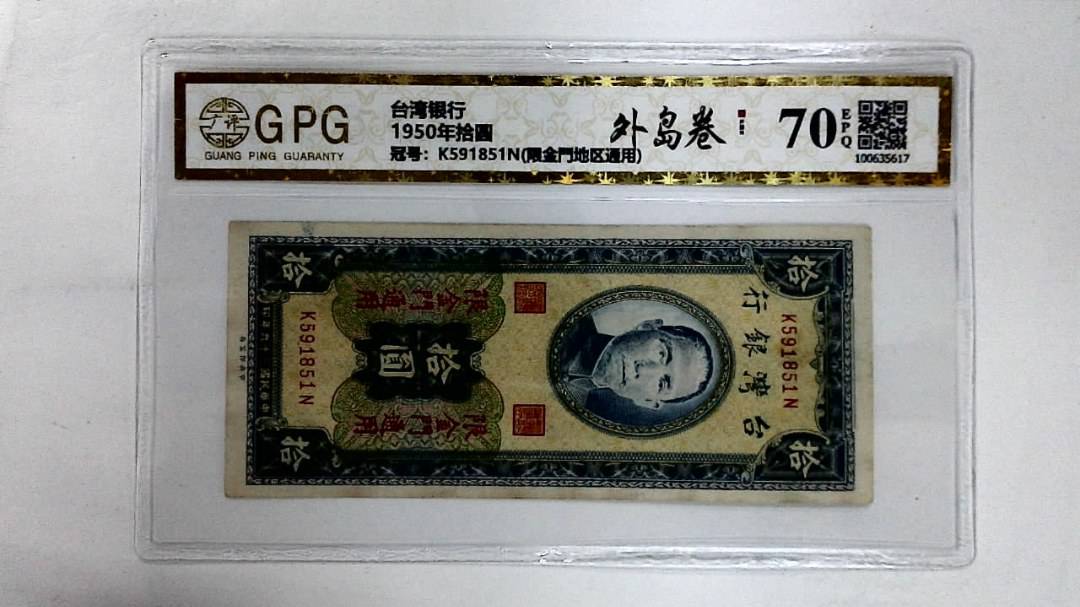 GPG
GUANG PING GUARANTY
台湾银行
1950年拾圓
冠号：K591851N(限金門地区通用)
外岛卷
70
EPQ
100635617
台灣銀行
K591851N
拾
拾
拾圓
限金門通用
限金門通用
K591851N
拾
拾